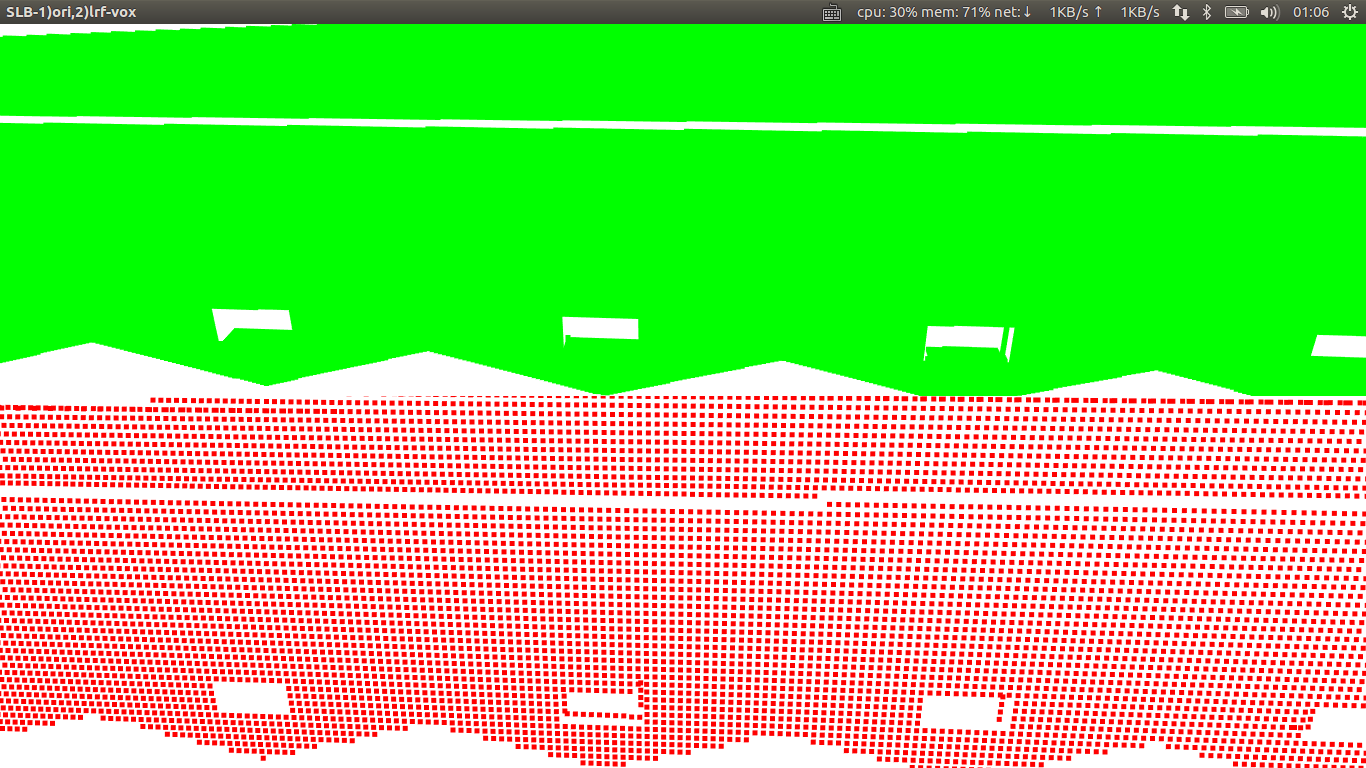 SLB-1)ori,2)lrf-vox cpu: 30% mem: 71% net:↓ 1KB/s ↑ 1KB/s 01:06